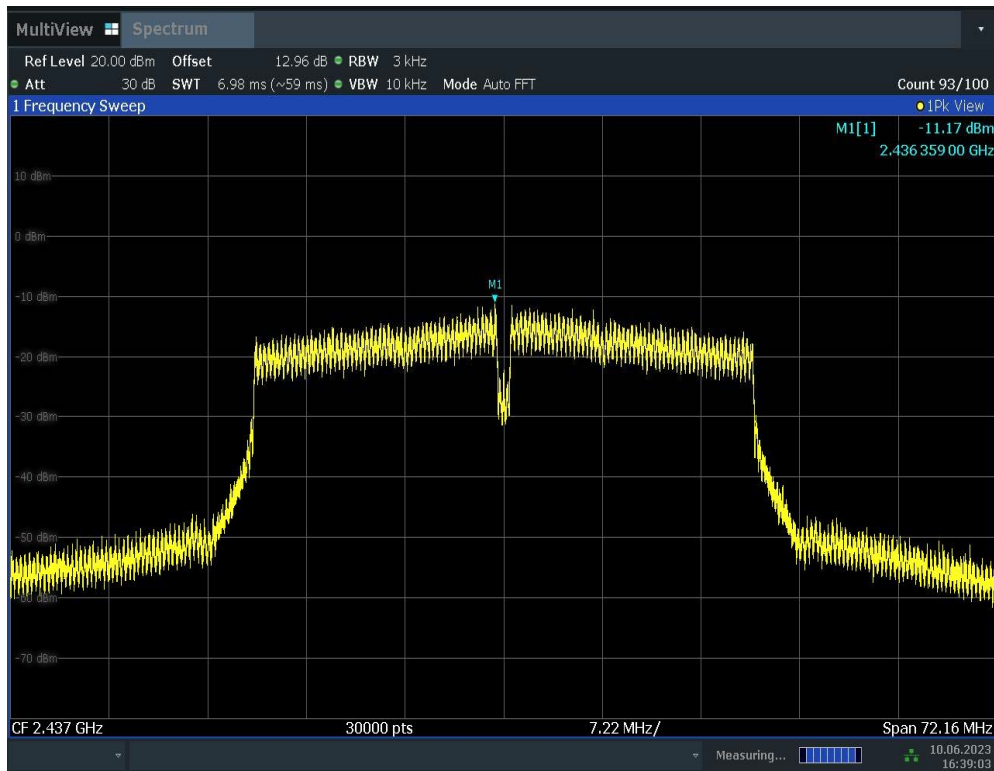 MultiView Spectrum
Ref Level 20.00 dBm Offset 12.96 dB RBW 3 kHz
Att 30 dB SWT 6.98 ms (~59 ms) VBW 10 kHz Mode Auto FFT Count 93/100
1 Frequency Sweep 1Pk View
M1[1] -11.17 dBm
2.436 359 00 GHz
10 dBm
0 dBm
M1
-10 dBm
-20 dBm
-30 dBm
-40 dBm
-50 dBm
-60 dBm
-70 dBm
CF 2.437 GHz 30000 pts 7.22 MHz/ Span 72.16 MHz
Measuring... 10.06.2023
16:39:03